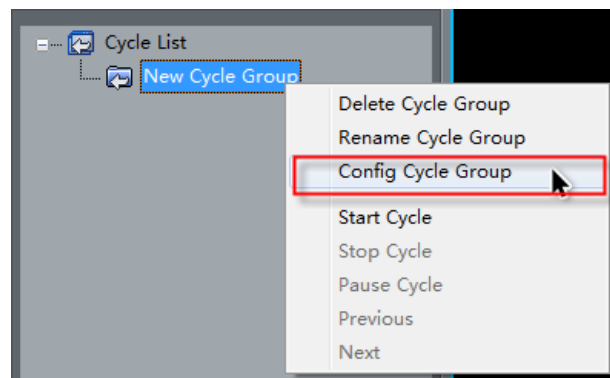 Cycle List
New Cycle Group
Delete Cycle Group
Rename Cycle Group
Config Cycle Group
Start Cycle
Stop Cycle
Pause Cycle
Previous
Next